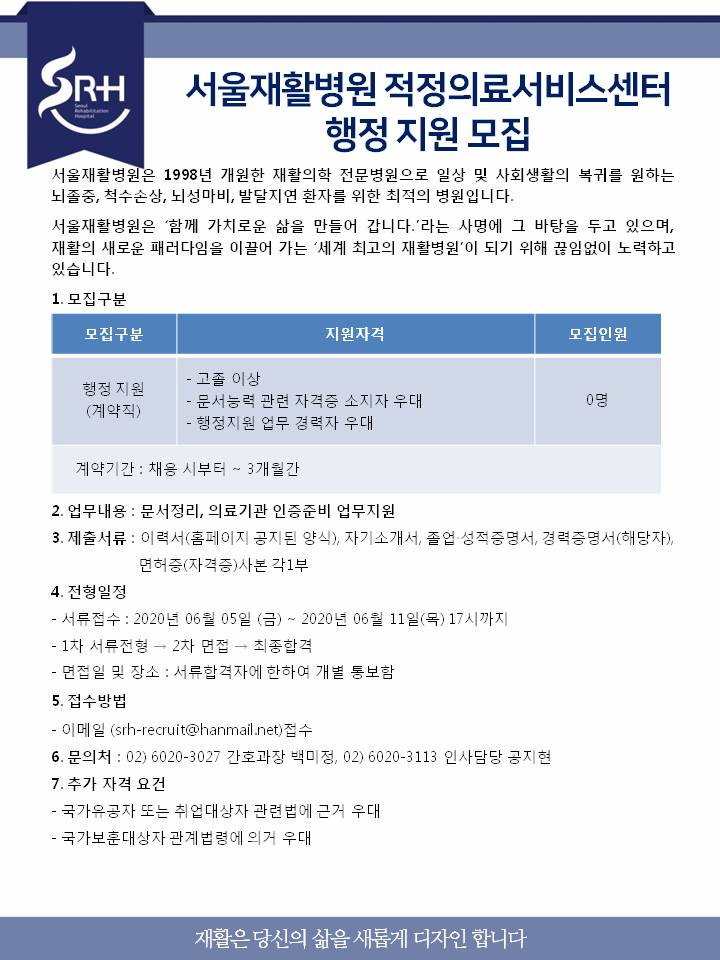 SRH
Seoul
Rehabilitation
Hospital
서울재활병원 적정의료서비스센터
행정 지원 모집
서울재활병원은 1998년 개원한 재활의학 전문병원으로 일상 및 사회생활의 복귀를 원하는
뇌졸중, 척수손상, 뇌성마비, 발달지연 환자를 위한 최적의 병원입니다.
서울재활병원은 ‘함께 가치로운 삶을 만들어 갑니다.’라는 사명에 그 바탕을 두고 있으며,
재활의 새로운 패러다임을 이끌어 가는 ‘세계 최고의 재활병원’이 되기 위해 끊임없이 노력하고
있습니다.
1. 모집구분
모집구분 지원자격 모집인원
행정 지원
(계약직)
- 고졸 이상
- 문서능력 관련 자격증 소지자 우대
- 행정지원 업무 경력자 우대
0명
계약기간 : 채용 시부터 ~ 3개월간
2. 업무내용 : 문서정리, 의료기관 인증준비 업무지원
3. 제출서류 : 이력서(홈페이지 공지된 양식), 자기소개서, 졸업·성적증명서, 경력증명서(해당자),
면허증(자격증)사본 각1부
4. 전형일정
- 서류접수 : 2020년 06월 05일 (금) ~ 2020년 06월 11일(목) 17시까지
- 1차 서류전형 → 2차 면접 → 최종합격
- 면접일 및 장소 : 서류합격자에 한하여 개별 통보함
5. 접수방법
- 이메일 (srh-recruit@hanmail.net)접수
6. 문의처 : 02) 6020-3027 간호과장 백미정, 02) 6020-3113 인사담당 공지현
7. 추가 자격 요건
- 국가유공자 또는 취업대상자 관련법에 근거 우대
- 국가보훈대상자 관계법령에 의거 우대
재활은 당신의 삶을 새롭게 디자인 합니다